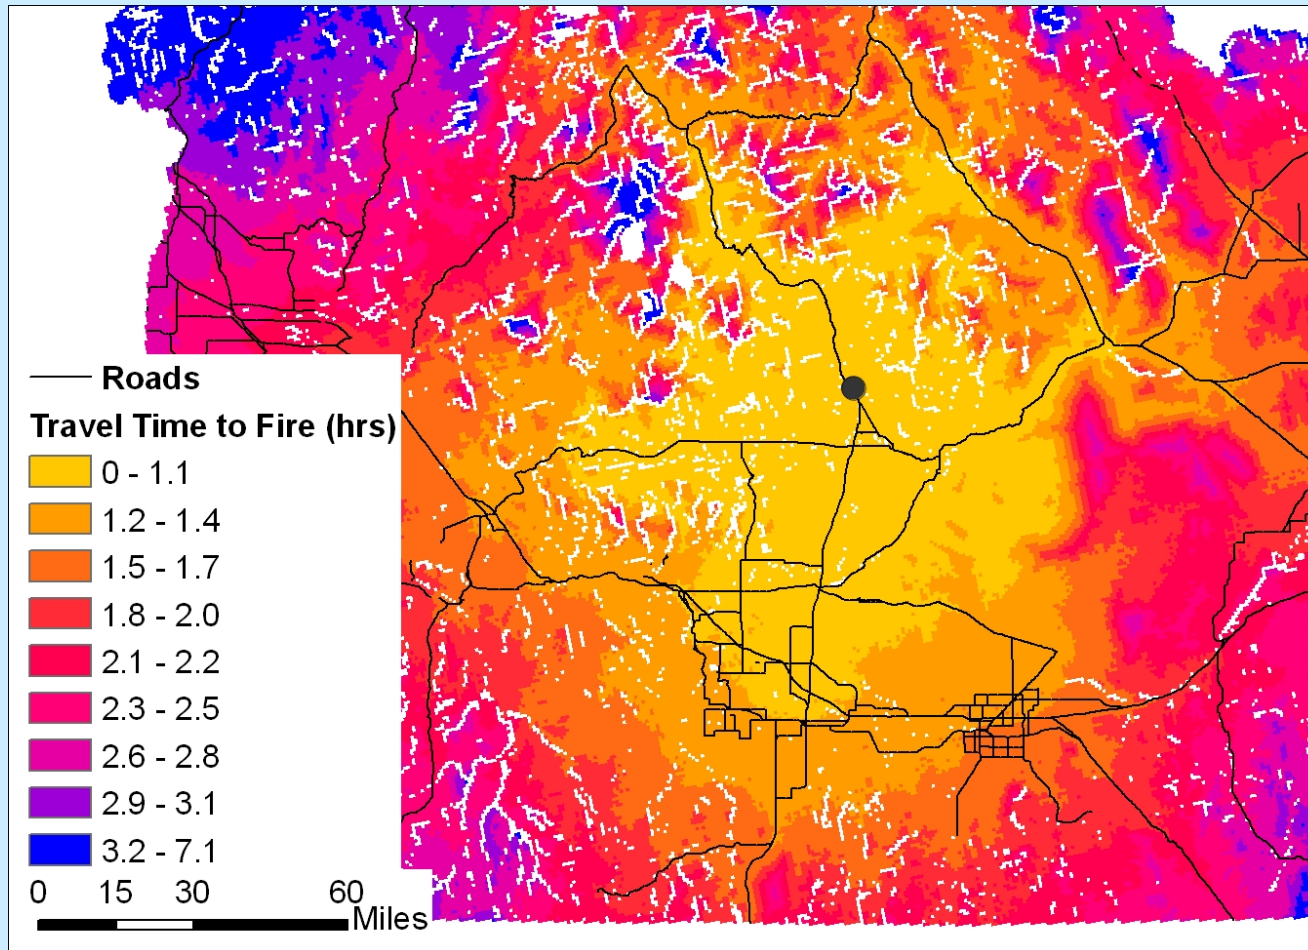 Roads
Travel Time to Fire (hrs)
0 - 1.1
1.2 - 1.4
1.5 - 1.7
1.8 - 2.0
2.1 - 2.2
2.3 - 2.5
2.6 - 2.8
2.9 - 3.1
3.2 - 7.1
0 15 30 60
Miles